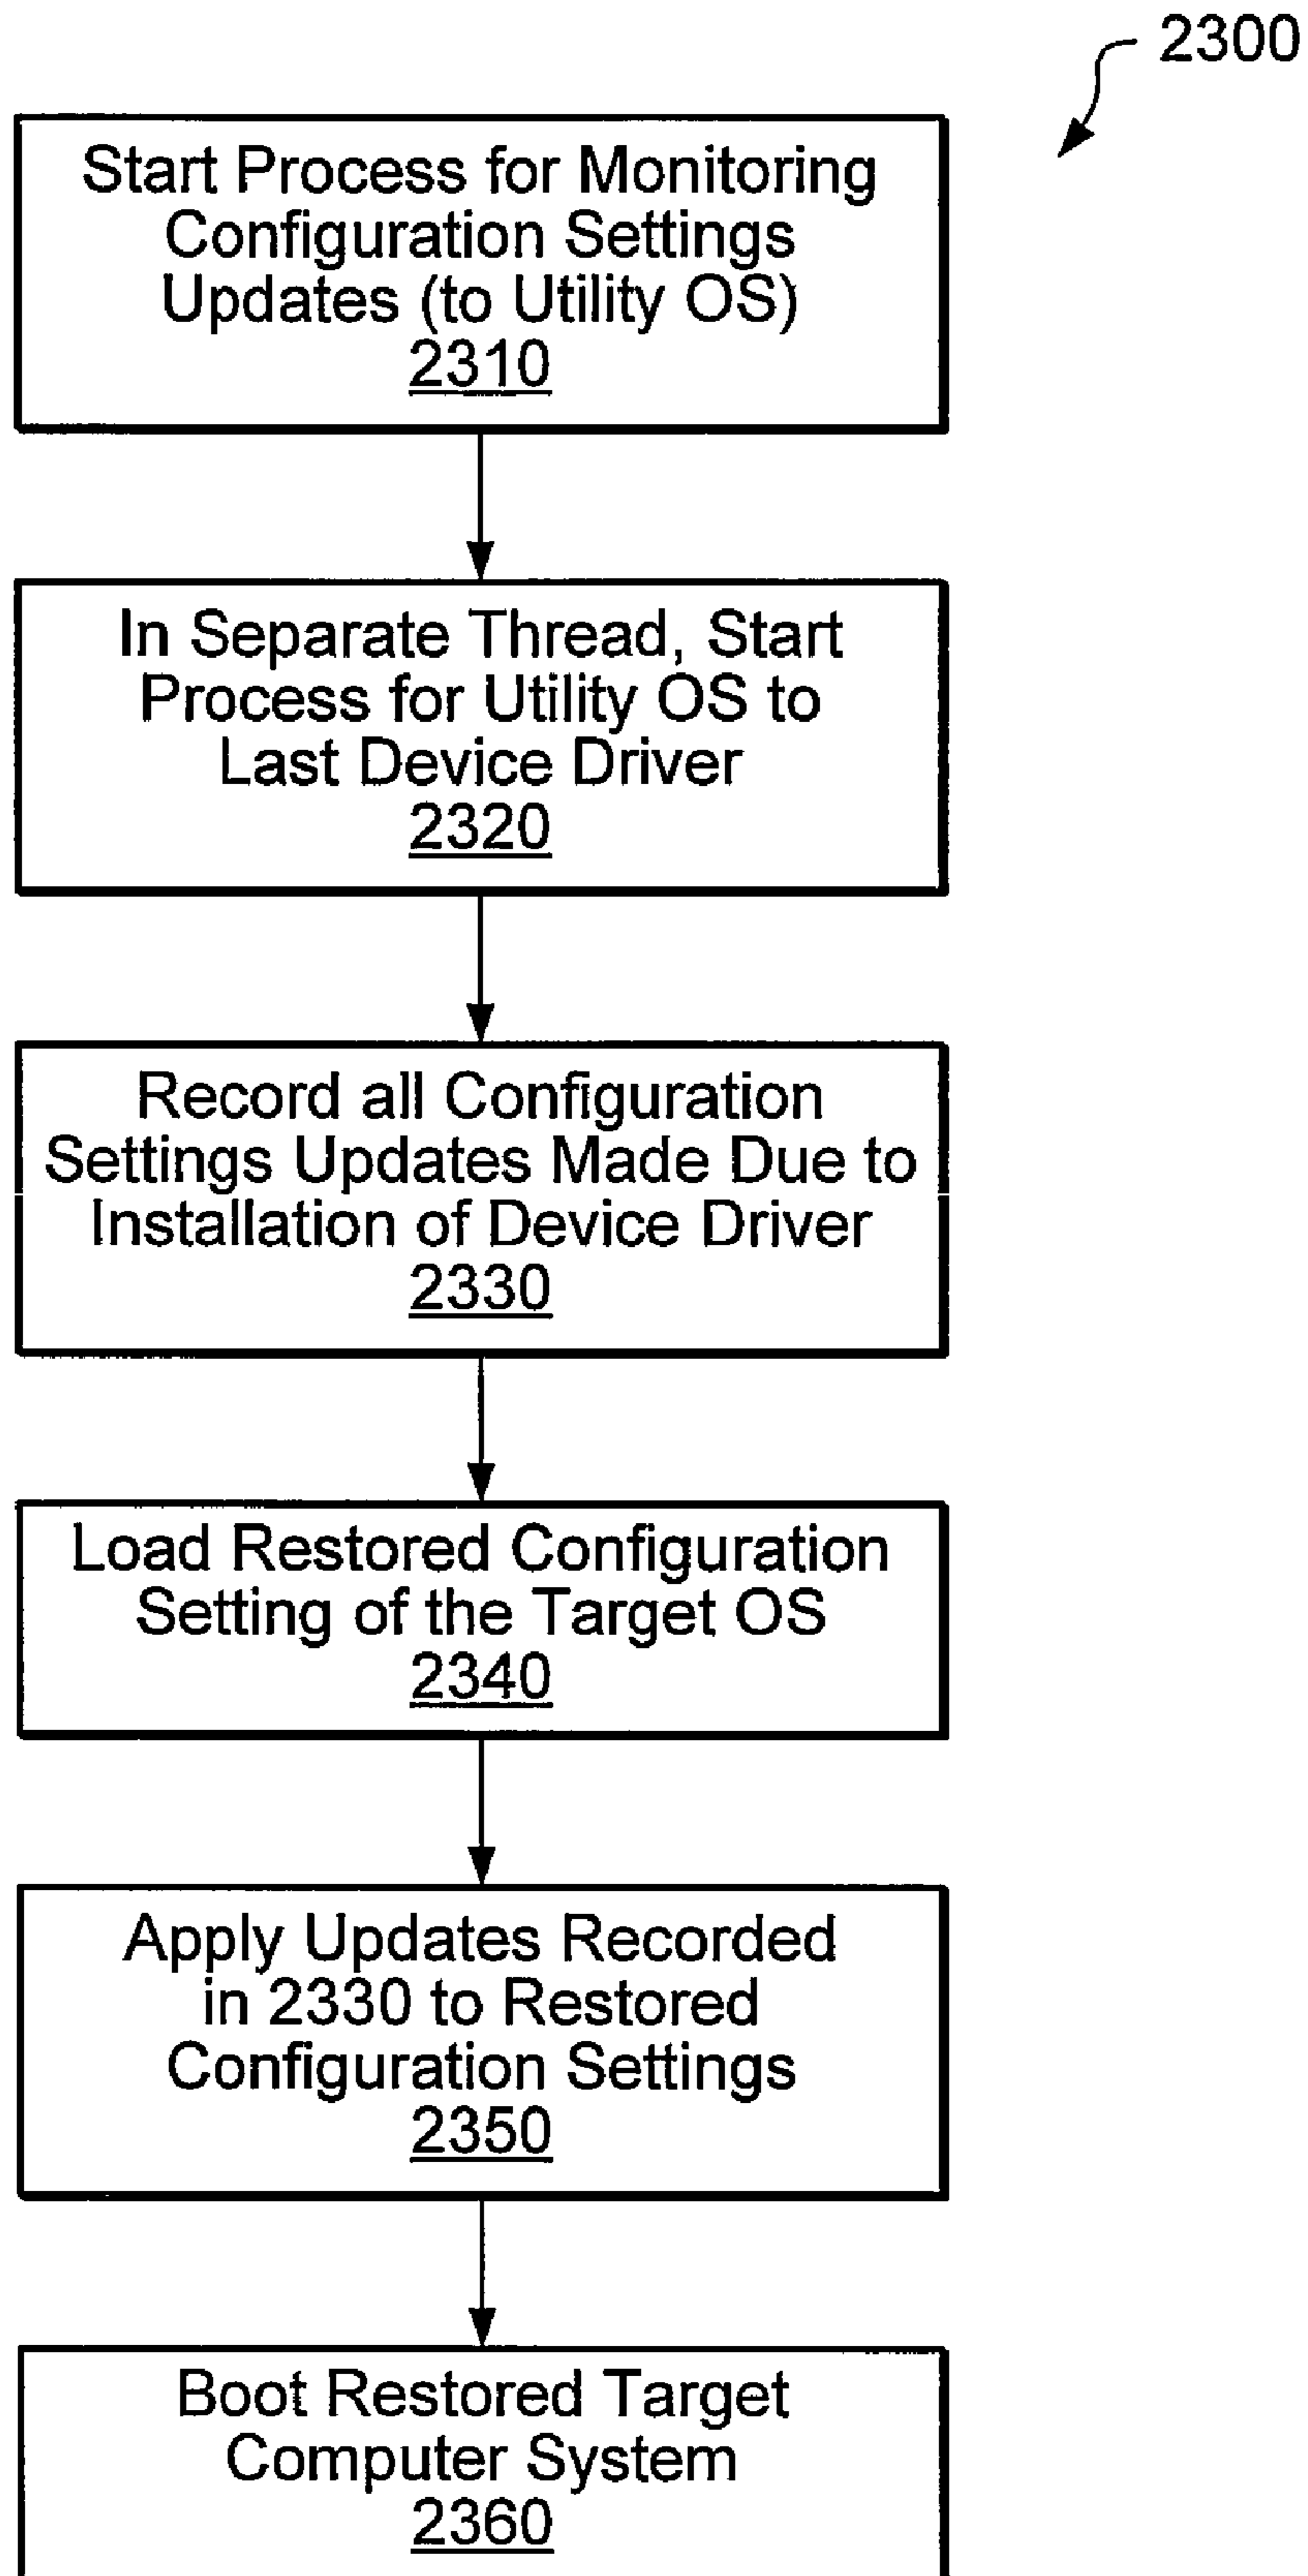 2300
Start Process for Monitoring
Configuration Settings
Updates (to Utility OS)
2310
In Separate Thread, Start
Process for Utility OS to
Last Device Driver
2320
Record all Configuration
Settings Updates Made Due to
Installation of Device Driver
2330
Load Restored Configuration
Setting of the Target OS
2340
Apply Updates Recorded
in 2330 to Restored
Configuration Settings
2350
Boot Restored Target
Computer System
2360